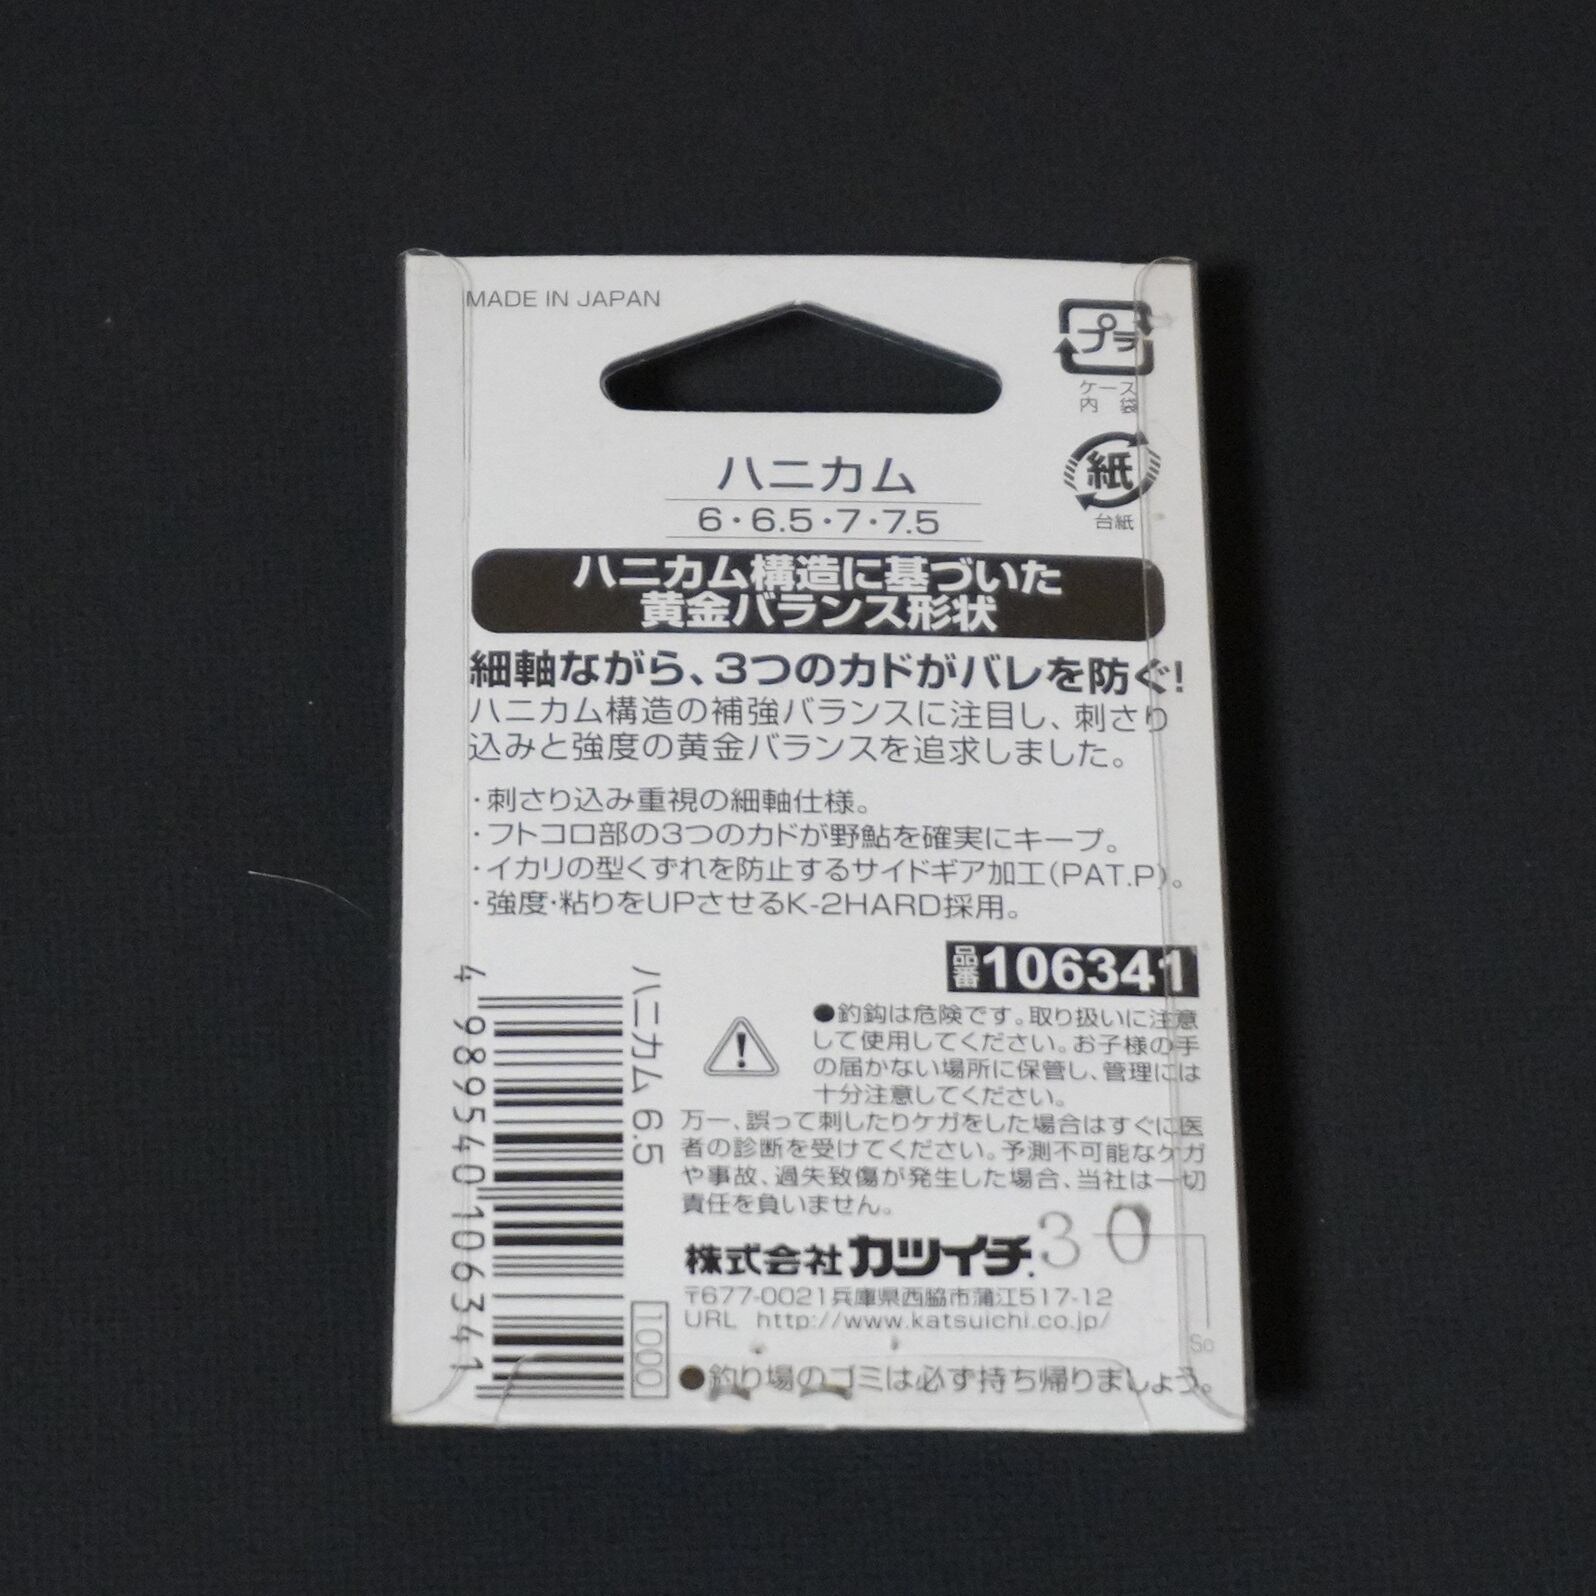 MADE IN JAPAN
プラ
ケース
内 袋
紙
台紙
ハニカム
6・6.5・7・7.5
ハニカム構造に基づいた
黄金バランス形状
細軸ながら、3つのカドがバレを防ぐ!
ハニカム構造の補強バランスに注目し、刺さり
込みと強度の黄金バランスを追求しました。
・刺さり込み重視の細軸仕様。
・フトコロ部の3つのカドが野鮎を確実にキープ。
・イカリの型くずれを防止するサイドギア加工(PAT.P)。
・強度・粘りをUPさせるK-2HARD採用。
品番 106341
●釣鈎は危険です。取り扱いに注意
して使用してください。お子様の手
の届かない場所に保管し、管理には
十分注意してください。
万一、誤って刺したりケガをした場合はすぐに医
者の診断を受けてください。予測不可能なケガ
や事故、過失致傷が発生した場合、当社は一切
責任を負いません。
株式会社 カツイチ.
30
〒677-0021兵庫県西脇市蒲江517-12
URL http://www.katsuichi.co.jp/
So
●釣り場のゴミは必ず持ち帰りましょう。
ハニカム 6.5
4 989540 106341
1000